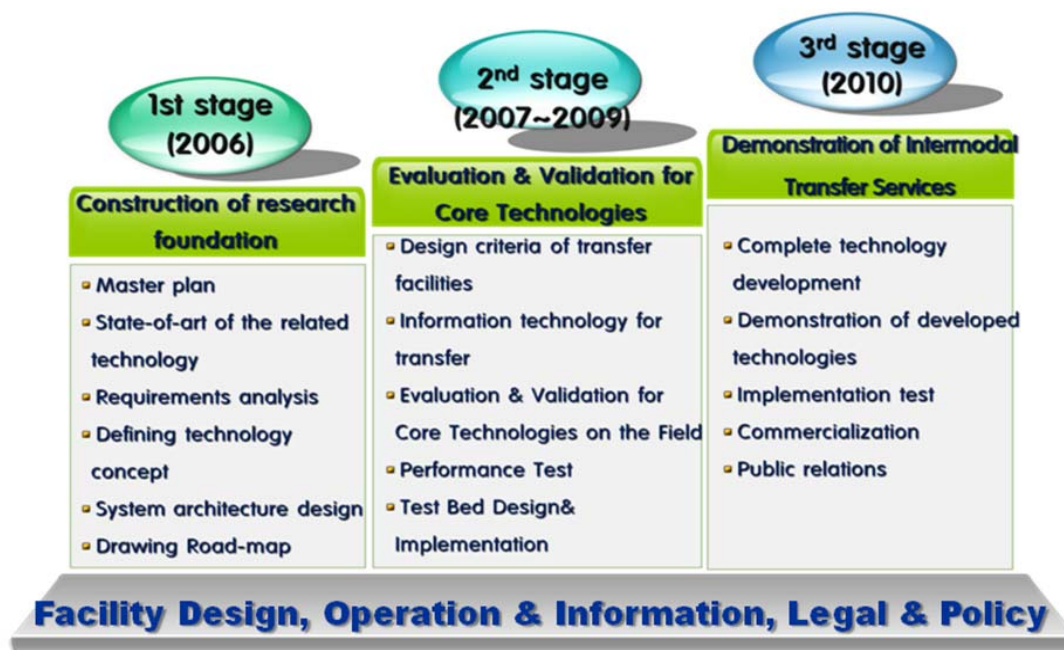 1st stage
(2006)
Construction of research
foundation
Master plan
State-of-art of the related
technology
Requirements analysis
Defining technology
concept
System architecture design
Drawing Road-map
2nd stage
(2007~2009)
Evaluation & Validation for
Core Technologies
Design criteria of transfer
facilities
Information technology for
transfer
Evaluation & Validation for
Core Technologies on the Field
Performance Test
Test Bed Design&
Implementation
3rd stage
(2010)
Demonstration of Intermodal
Transfer Services
Complete technology
development
Demonstration of developed
technologies
Implementation test
Commercialization
Public relations
Facility Design, Operation & Information, Legal & Policy